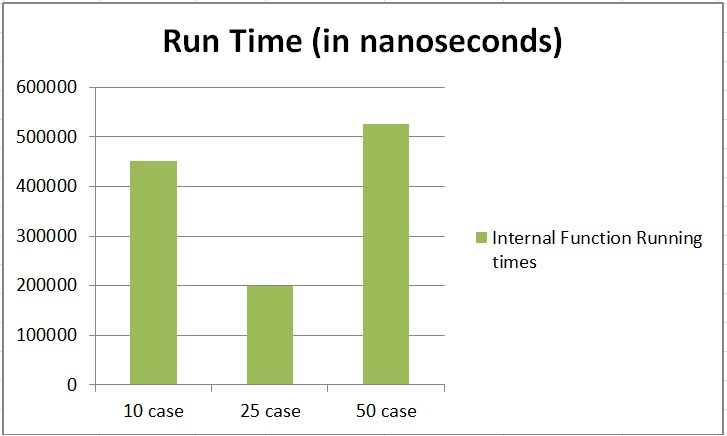 Run Time (in nanoseconds)
600000
500000
400000
300000
200000
100000
0
10 case
25 case
50 case
Internal Function Running
times